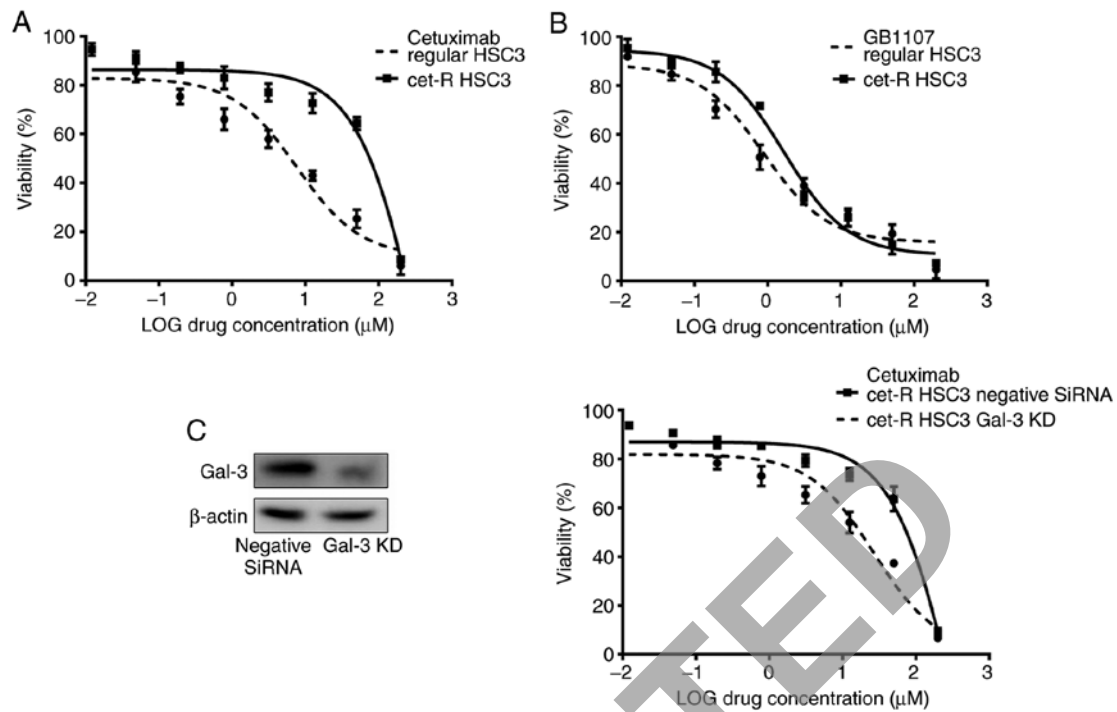 A
Cetuximab
regular HSC3
cet-R HSC3
Viability (%)
100
80
60
40
20
0
−2
−1
0
1
2
3
LOG drug concentration (μM)
B
GB1107
regular HSC3
cet-R HSC3
Viability (%)
100
80
60
40
20
0
−2
−1
0
1
2
3
LOG drug concentration (μM)
C
Gal-3
β-actin
Negative
SiRNA
Gal-3 KD
Cetuximab
cet-R HSC3 negative SiRNA
cet-R HSC3 Gal-3 KD
Viability (%)
100
80
60
40
20
0
−2
−1
0
1
2
3
LOG drug concentration (μM)
TED